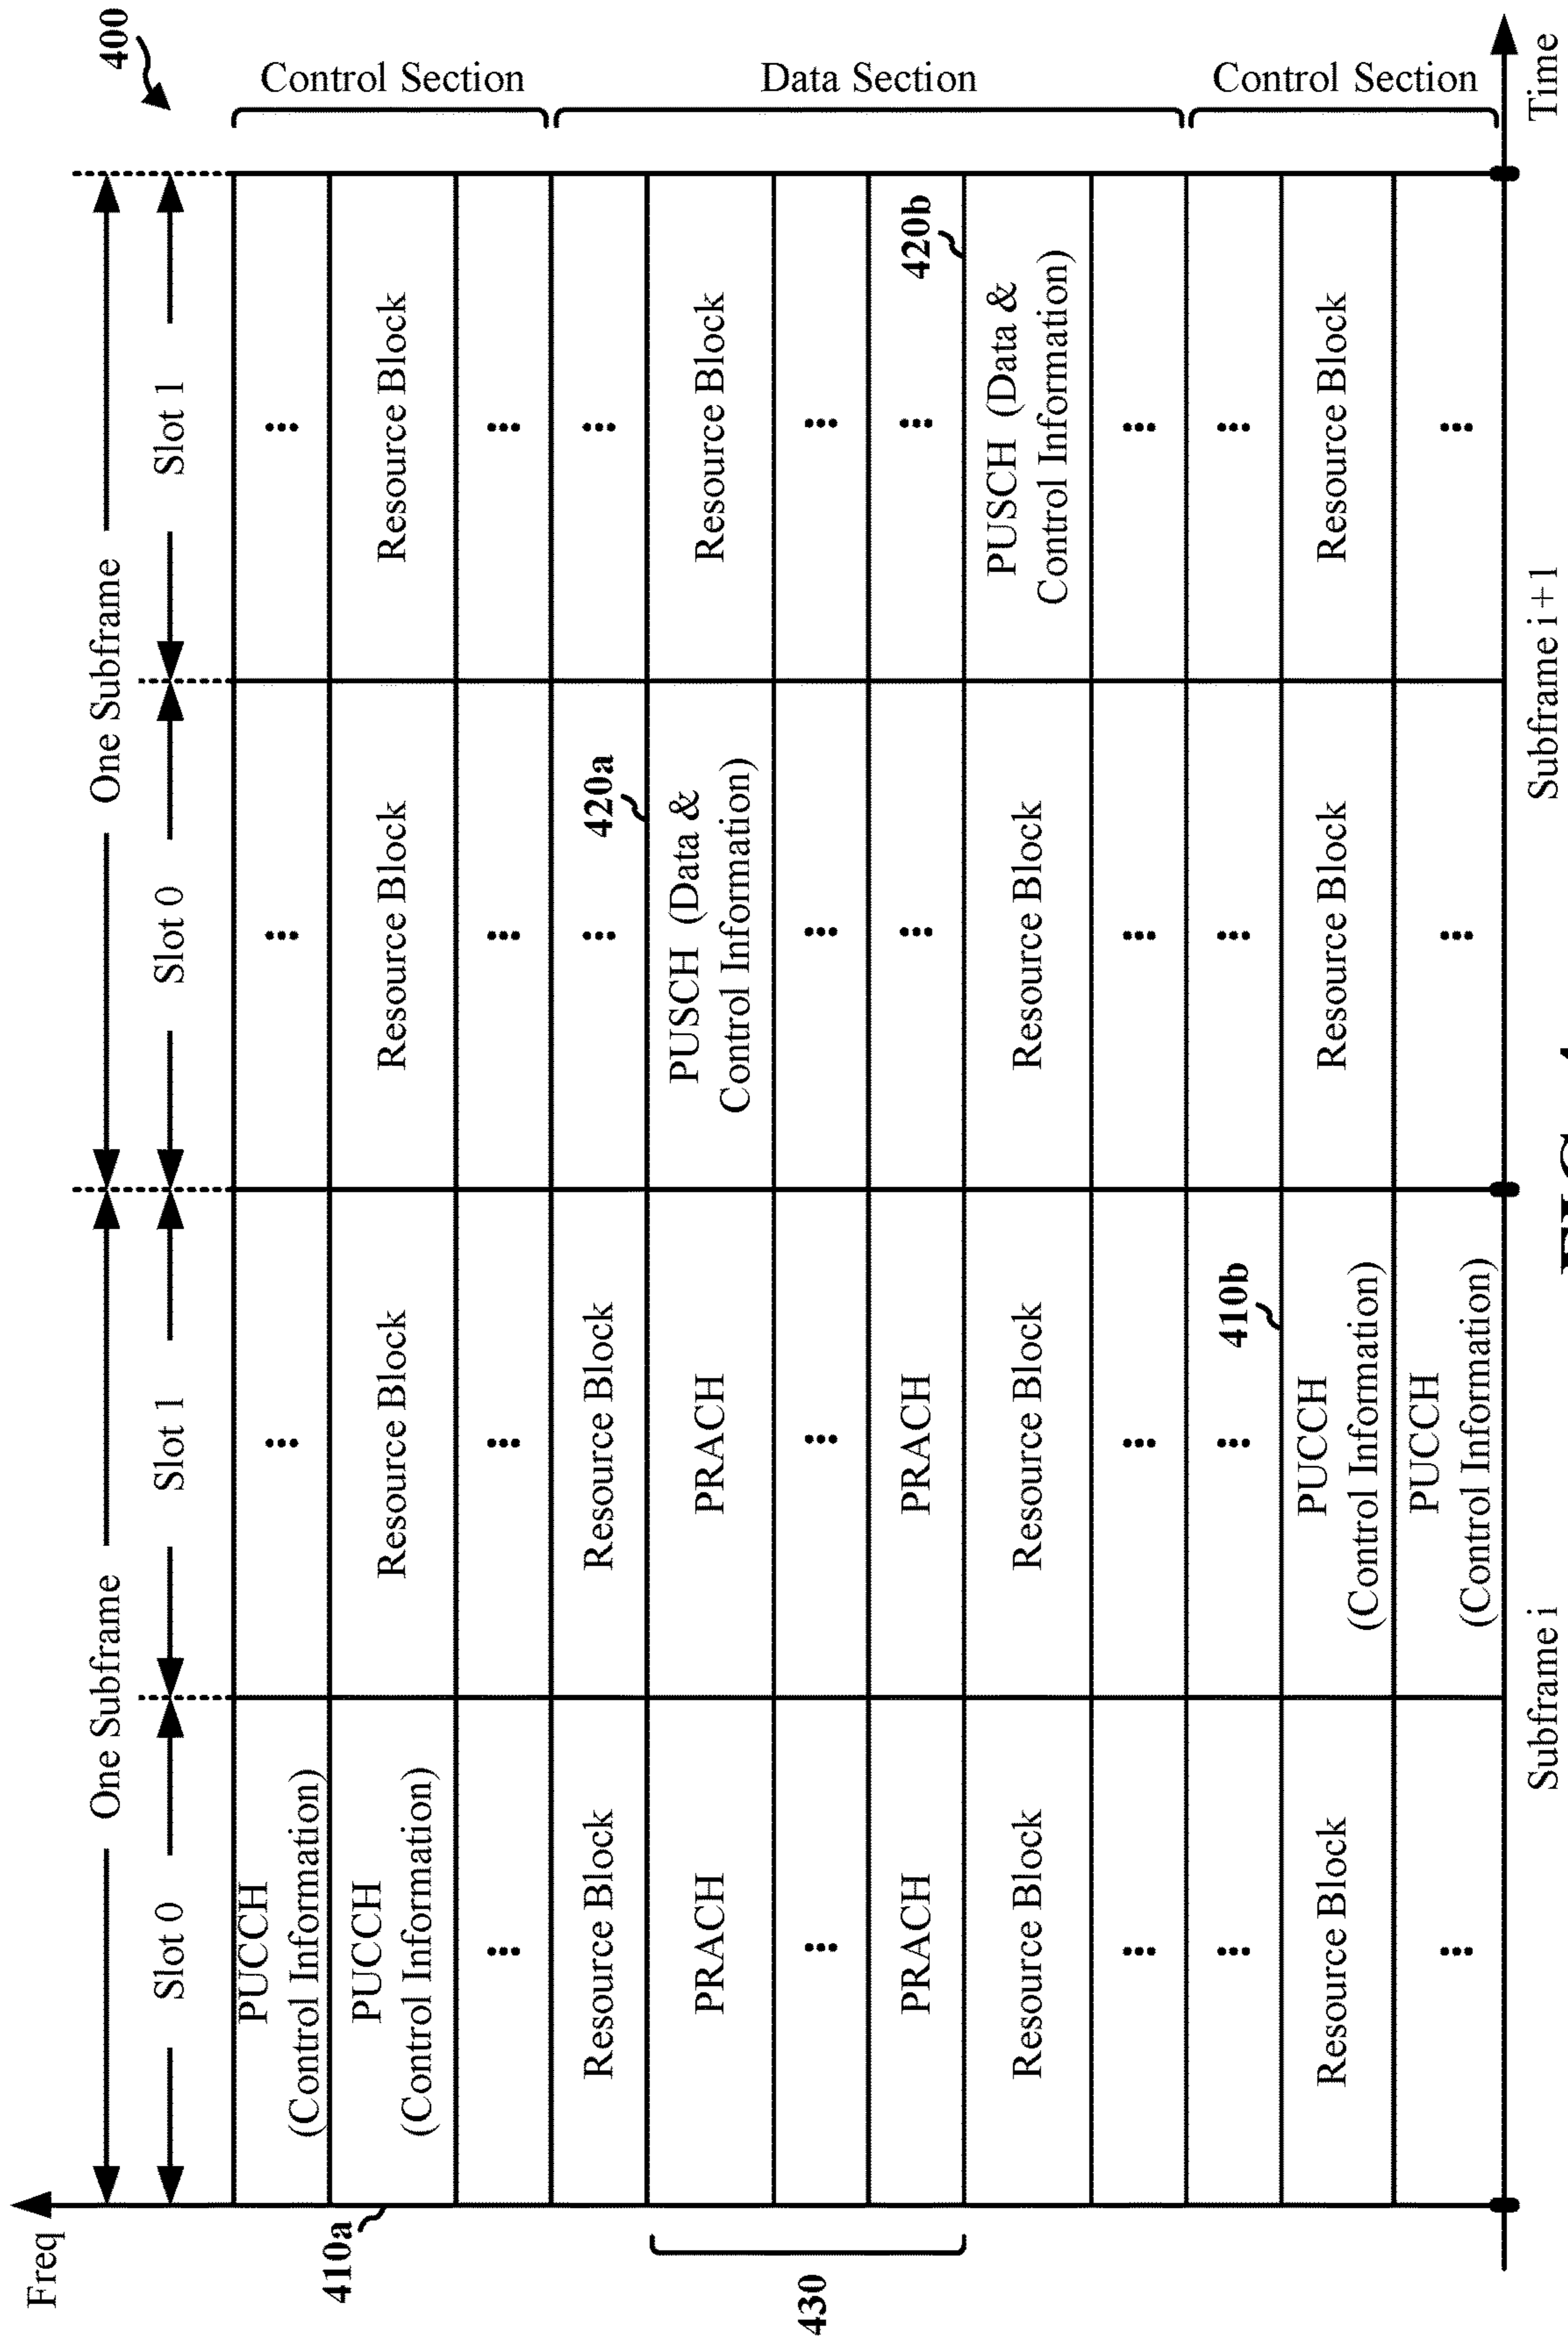 400
One Subframe
One Subframe
Slot 0
Slot 1
Slot 0
Slot 1
Freq
PUCCH
(Control Information)
⋮
⋮
⋮
Control Section
410a
PUCCH
(Control Information)
Resource Block
Resource Block
Resource Block
⋮
⋮
⋮
⋮
Resource Block
Resource Block
⋮
⋮
420a
430
PRACH
PRACH
PUSCH (Data &
Control Information)
Resource Block
Data Section
⋮
⋮
⋮
⋮
PRACH
PRACH
⋮
⋮
420b
Resource Block
Resource Block
Resource Block
PUSCH (Data &
Control Information)
⋮
⋮
⋮
⋮
⋮
⋮
⋮
⋮
410b
Resource Block
PUCCH
(Control Information)
Resource Block
Resource Block
Control Section
⋮
PUCCH
(Control Information)
⋮
⋮
Subframe i
Subframe i + 1
Time